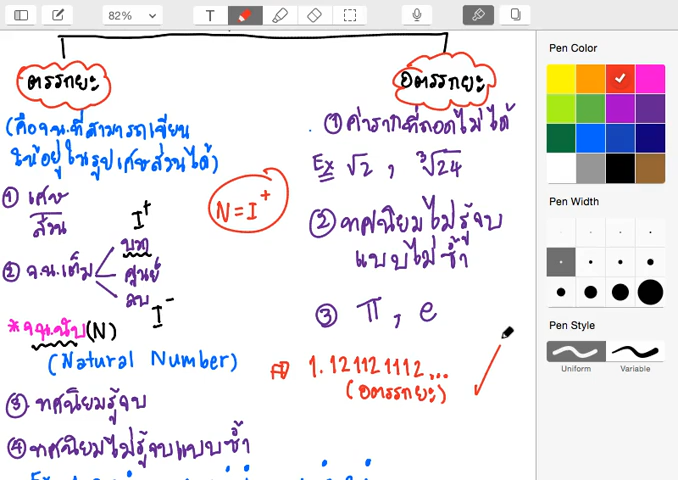 82%
T
Pen Color
Pen Width
Pen Style
Uniform
Variable
ตรรกยะ
(คือจ.น.ที่สามารถเขียน
ให้อยู่ในรูปเศษส่วนได้)
① เศษ
ส่วน
I⁺
② จ.น.เต็ม
บวก
ศูนย์
ลบ
I⁻
*จ.น.นับ(N)
(Natural Number)
③ ทศนิยมรู้จบ
④ ทศนิยมไม่รู้จบแบบซ้ำ
N=I⁺
อตรรกยะ
① ค่ารากที่ถอดไม่ได้
Ex √2 , ∛24
② ทศนิยมไม่รู้จบ
แบบไม่ซ้ำ
③ π , e
1.121121112...
(อตรรกยะ)